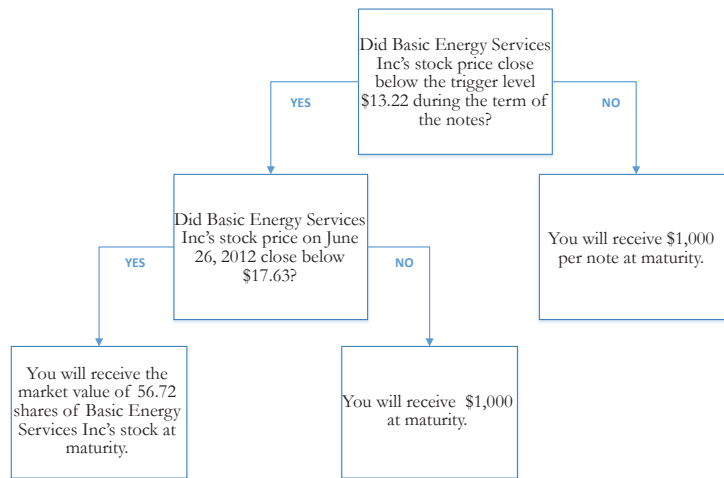 Did Basic Energy Services
Inc's stock price close
below the trigger level
$13.22 during the term of
the notes?
YES
NO
Did Basic Energy Services
Inc's stock price on June
26, 2012 close below
$17.63?
You will receive $1,000
per note at maturity.
YES
NO
You will receive the
market value of 56.72
shares of Basic Energy
Services Inc's stock at
maturity.
You will receive $1,000
at maturity.